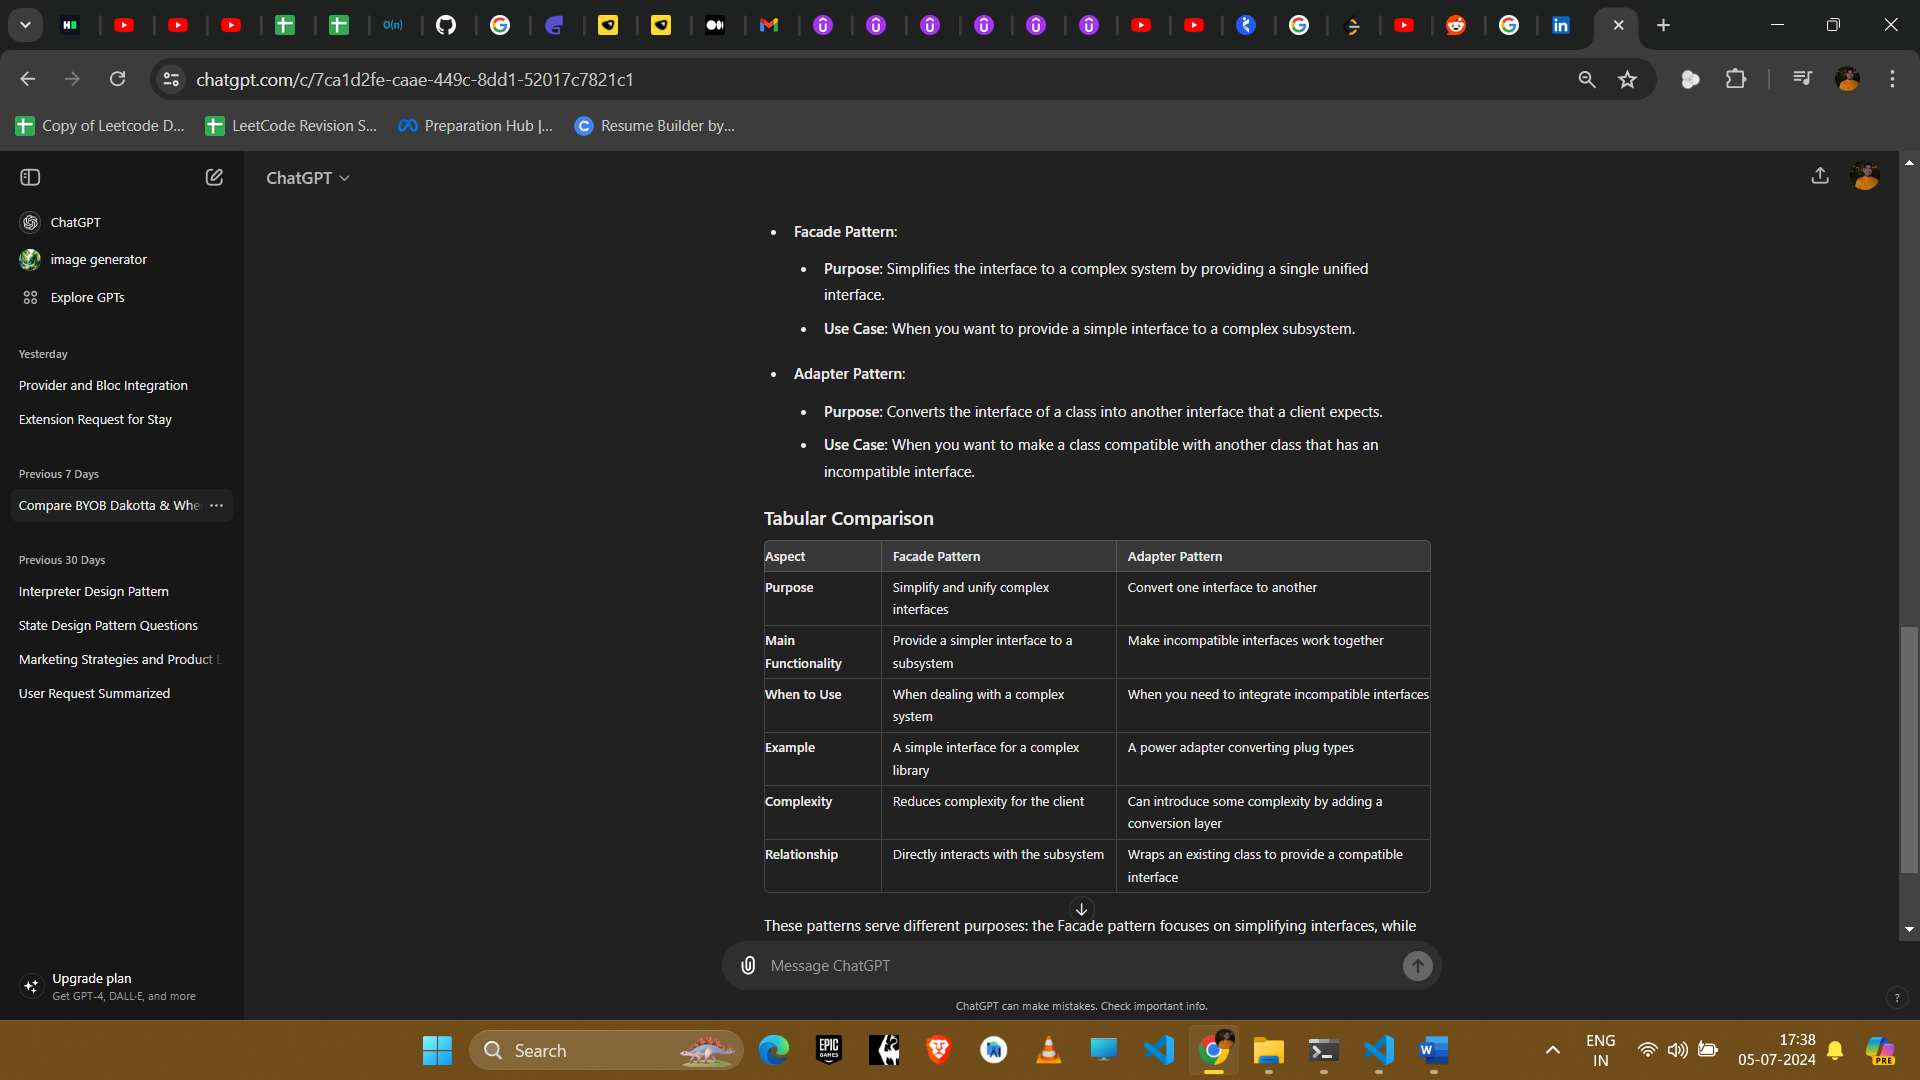 O(n)
chatgpt.com/c/7ca1d2fe-caae-449c-8dd1-52017c7821c1
Copy of Leetcode D...
LeetCode Revision S...
Preparation Hub |...
Resume Builder by...
ChatGPT
ChatGPT
image generator
Explore GPTs
Yesterday
Provider and Bloc Integration
Extension Request for Stay
Previous 7 Days
Compare BYOB Dakotta & Whe
Previous 30 Days
Interpreter Design Pattern
State Design Pattern Questions
Marketing Strategies and Product L
User Request Summarized
Upgrade plan
Get GPT-4, DALL·E, and more
• Facade Pattern:
• Purpose: Simplifies the interface to a complex system by providing a single unified
interface.
• Use Case: When you want to provide a simple interface to a complex subsystem.
• Adapter Pattern:
• Purpose: Converts the interface of a class into another interface that a client expects.
• Use Case: When you want to make a class compatible with another class that has an
incompatible interface.
Tabular Comparison
Aspect Facade Pattern Adapter Pattern
Purpose Simplify and unify complex Convert one interface to another
interfaces
Main Provide a simpler interface to a Make incompatible interfaces work together
Functionality subsystem
When to Use When dealing with a complex When you need to integrate incompatible interfaces
system
Example A simple interface for a complex A power adapter converting plug types
library
Complexity Reduces complexity for the client Can introduce some complexity by adding a
conversion layer
Relationship Directly interacts with the subsystem Wraps an existing class to provide a compatible
interface
These patterns serve different purposes: the Facade pattern focuses on simplifying interfaces, while
Message ChatGPT
ChatGPT can make mistakes. Check important info.
?
Search
EPIC
GAMES
ENG
IN
17:38
05-07-2024
PRE